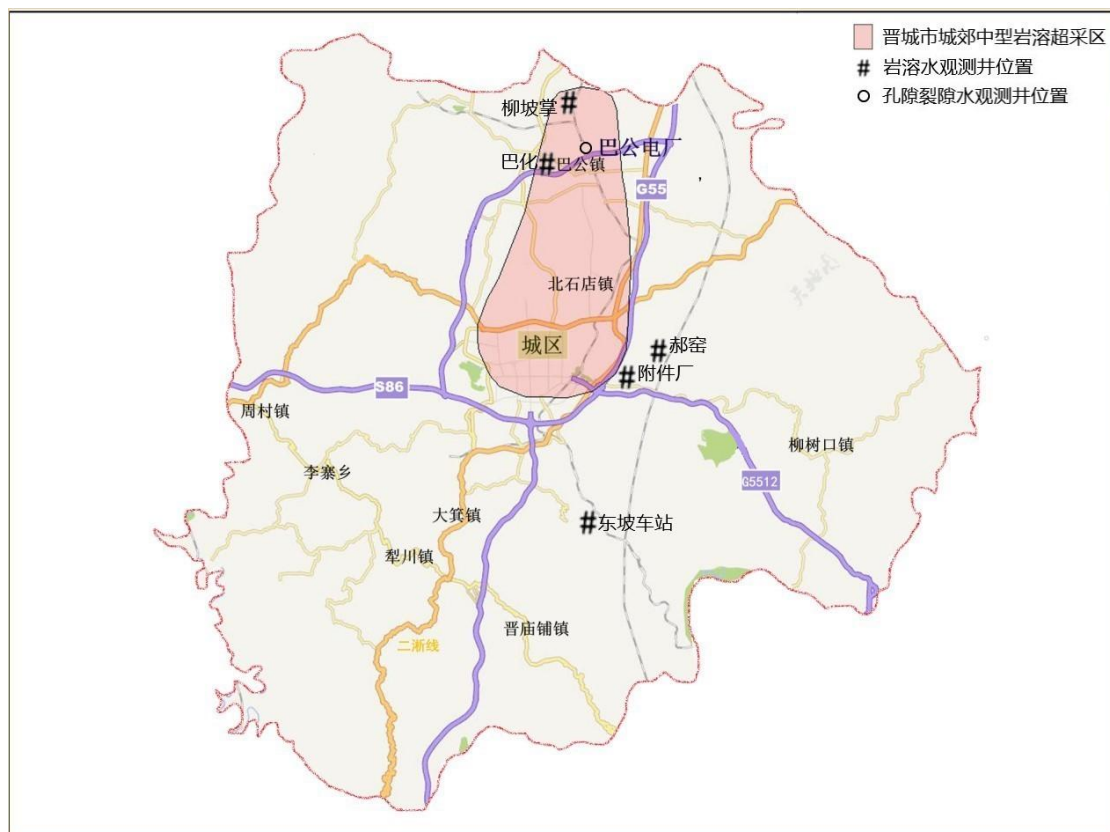 晋城市城郊中型岩溶超采区
岩溶水观测井位置
孔隙裂隙水观测井位置
柳坡掌
巴公电厂
巴化
巴公镇
G55
北石店镇
城区
郝窑
附件厂
S86
周村镇
柳树口镇
李寨乡
G5512
大箕镇
东坡车站
犁川镇
晋庙铺镇
二淅线